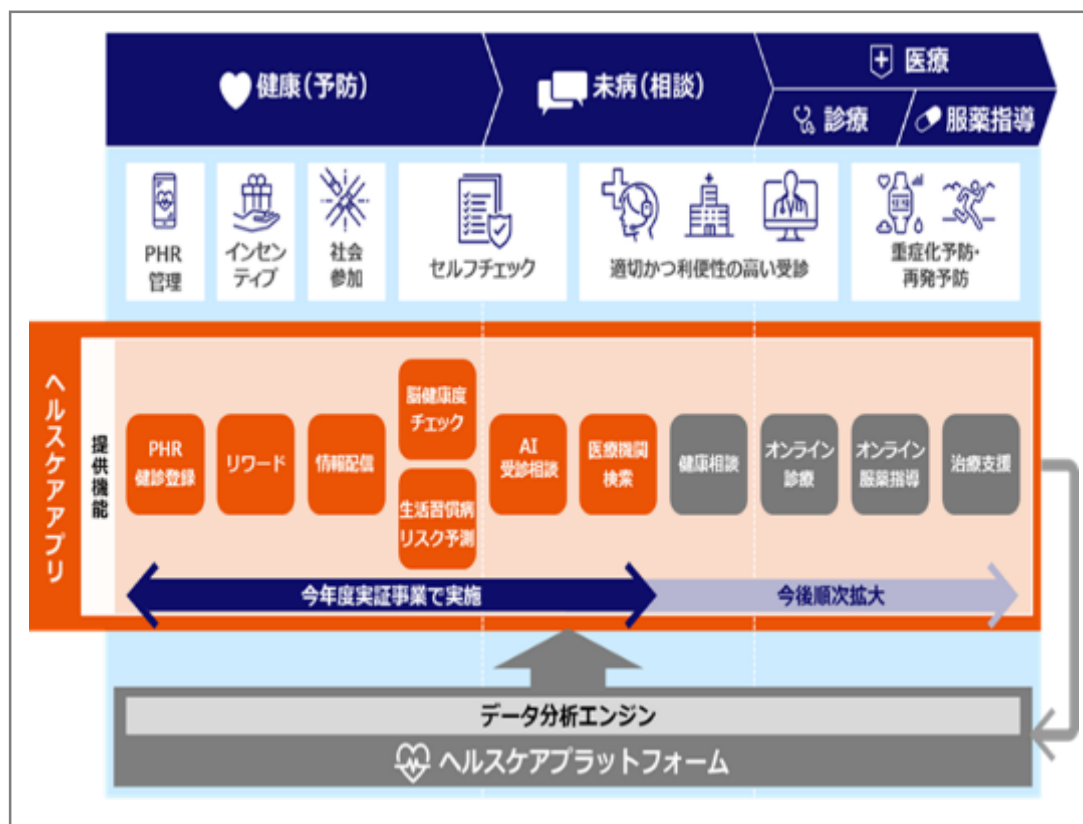 健康(予防)
未病(相談)
医療
診療
服薬指導
PHR
管理
インセン
ティブ
社会
参加
セルフチェック
適切かつ利便性の高い受診
重症化予防・
再発予防
ヘルスケアアプリ
提供機能
PHR
健診登録
リワード
情報配信
脳健康度
チェック
生活習慣病
リスク予測
AI
受診相談
医療機関
検索
健康相談
オンライン
診療
オンライン
服薬指導
治療支援
今年度実証事業で実施
今後順次拡大
データ分析エンジン
ヘルスケアプラットフォーム